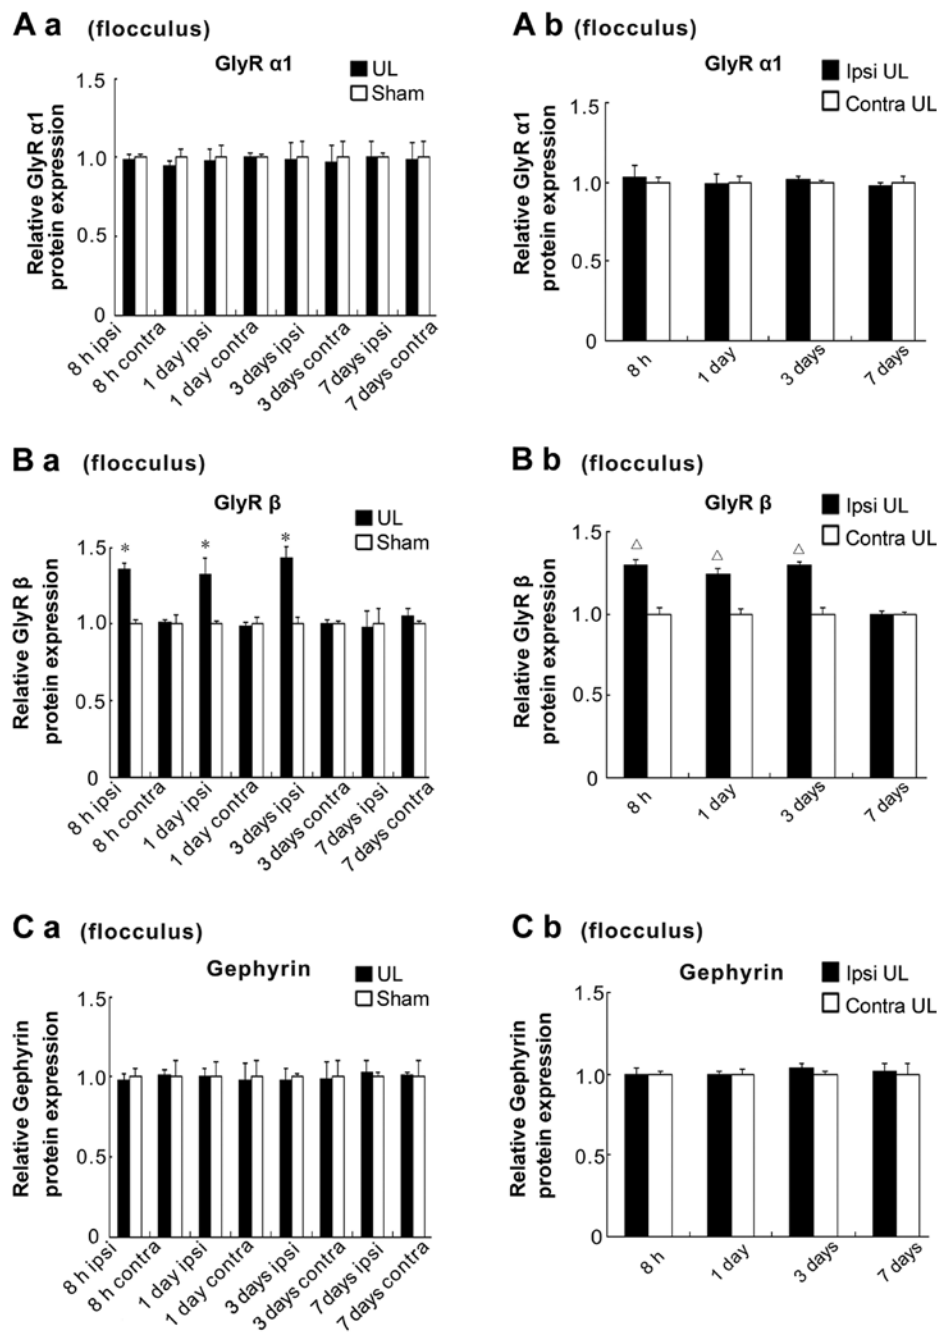 A a (flocculus)
GlyR α1
UL
Sham
Relative GlyR α1
protein expression
1.5
1.0
0.5
0
8 h ipsi
8 h contra
1 day ipsi
1 day contra
3 days ipsi
3 days contra
7 days ipsi
7 days contra
A b (flocculus)
GlyR α1
Ipsi UL
Contra UL
Relative GlyR α1
protein expression
1.5
1.0
0.5
0
8 h
1 day
3 days
7 days
B a (flocculus)
GlyR β
UL
Sham
Relative GlyR β
protein expression
1.5
1.0
0.5
0
* * *
8 h ipsi
8 h contra
1 day ipsi
1 day contra
3 days ipsi
3 days contra
7 days ipsi
7 days contra
B b (flocculus)
GlyR β
Ipsi UL
Contra UL
Relative GlyR β
protein expression
1.5
1.0
0.5
0
△ △ △
8 h
1 day
3 days
7 days
C a (flocculus)
Gephyrin
UL
Sham
Relative Gephyrin
protein expression
1.5
1.0
0.5
0
8 h ipsi
8 h contra
1 day ipsi
1 day contra
3 days ipsi
3 days contra
7 days ipsi
7 days contra
C b (flocculus)
Gephyrin
Ipsi UL
Contra UL
Relative Gephyrin
protein expression
1.5
1.0
0.5
0
8 h
1 day
3 days
7 days